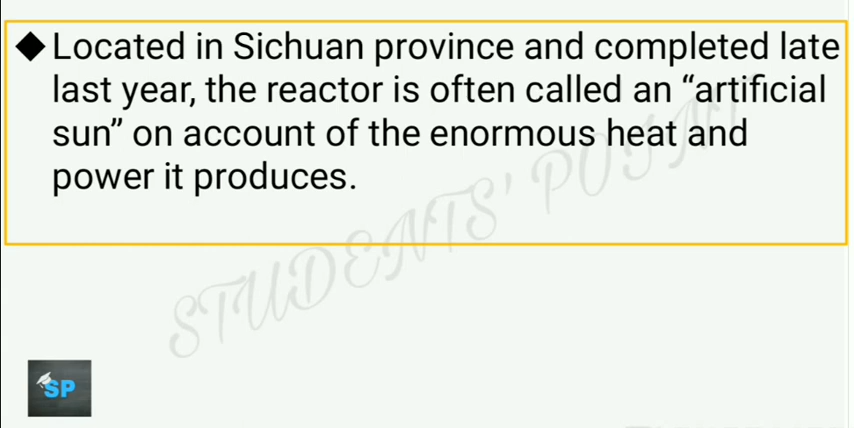 ◆Located in Sichuan province and completed late
last year, the reactor is often called an “artificial
sun” on account of the enormous heat and
power it produces.
STUDENTS' POINT
SP